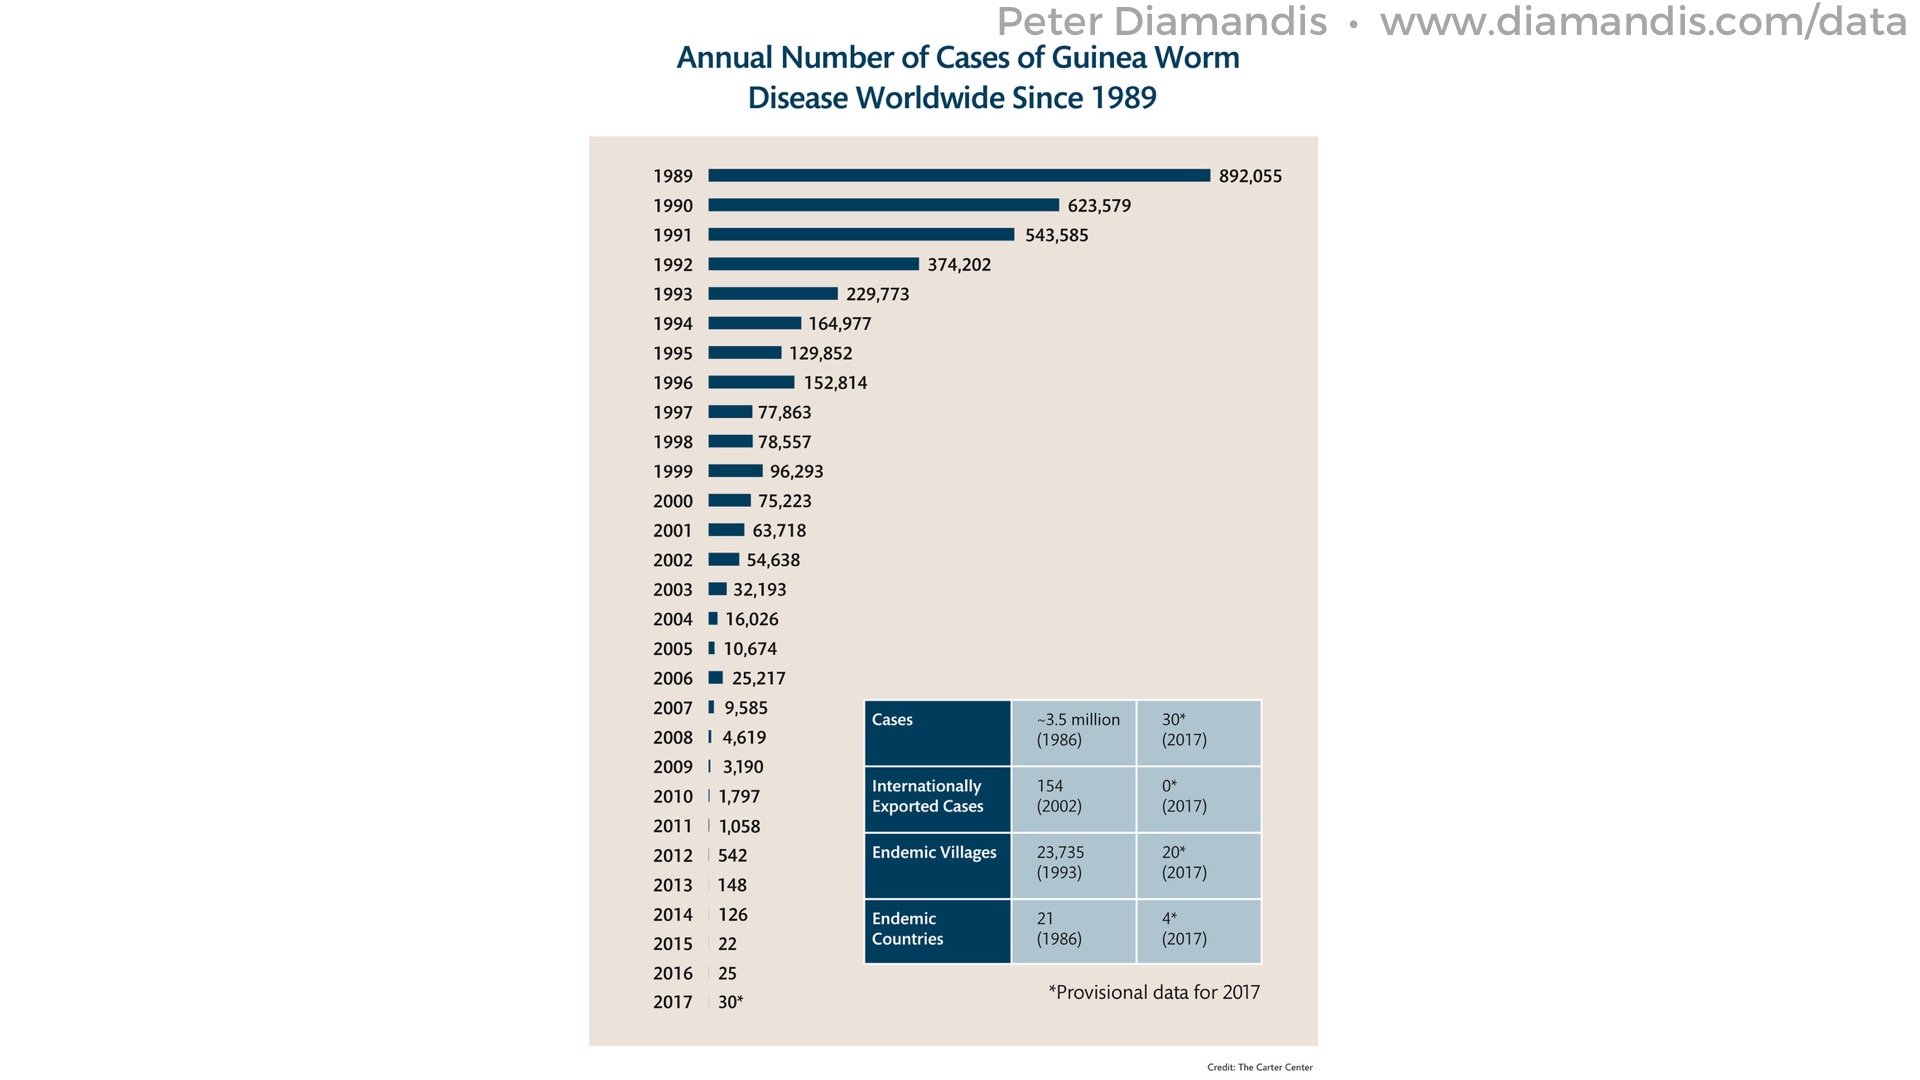 Peter Diamandis • www.diamandis.com/data
Annual Number of Cases of Guinea Worm
Disease Worldwide Since 1989
1989 892,055
1990 623,579
1991 543,585
1992 374,202
1993 229,773
1994 164,977
1995 129,852
1996 152,814
1997 77,863
1998 78,557
1999 96,293
2000 75,223
2001 63,718
2002 54,638
2003 32,193
2004 16,026
2005 10,674
2006 25,217
2007 9,585
2008 4,619
2009 3,190
2010 1,797
2011 1,058
2012 542
2013 148
2014 126
2015 22
2016 25
2017 30*
Cases ~3.5 million 30*
(1986) (2017)
Internationally 154 0*
Exported Cases (2002) (2017)
Endemic Villages 23,735 20*
(1993) (2017)
Endemic 21 4*
Countries (1986) (2017)
*Provisional data for 2017
Credit: The Carter Center